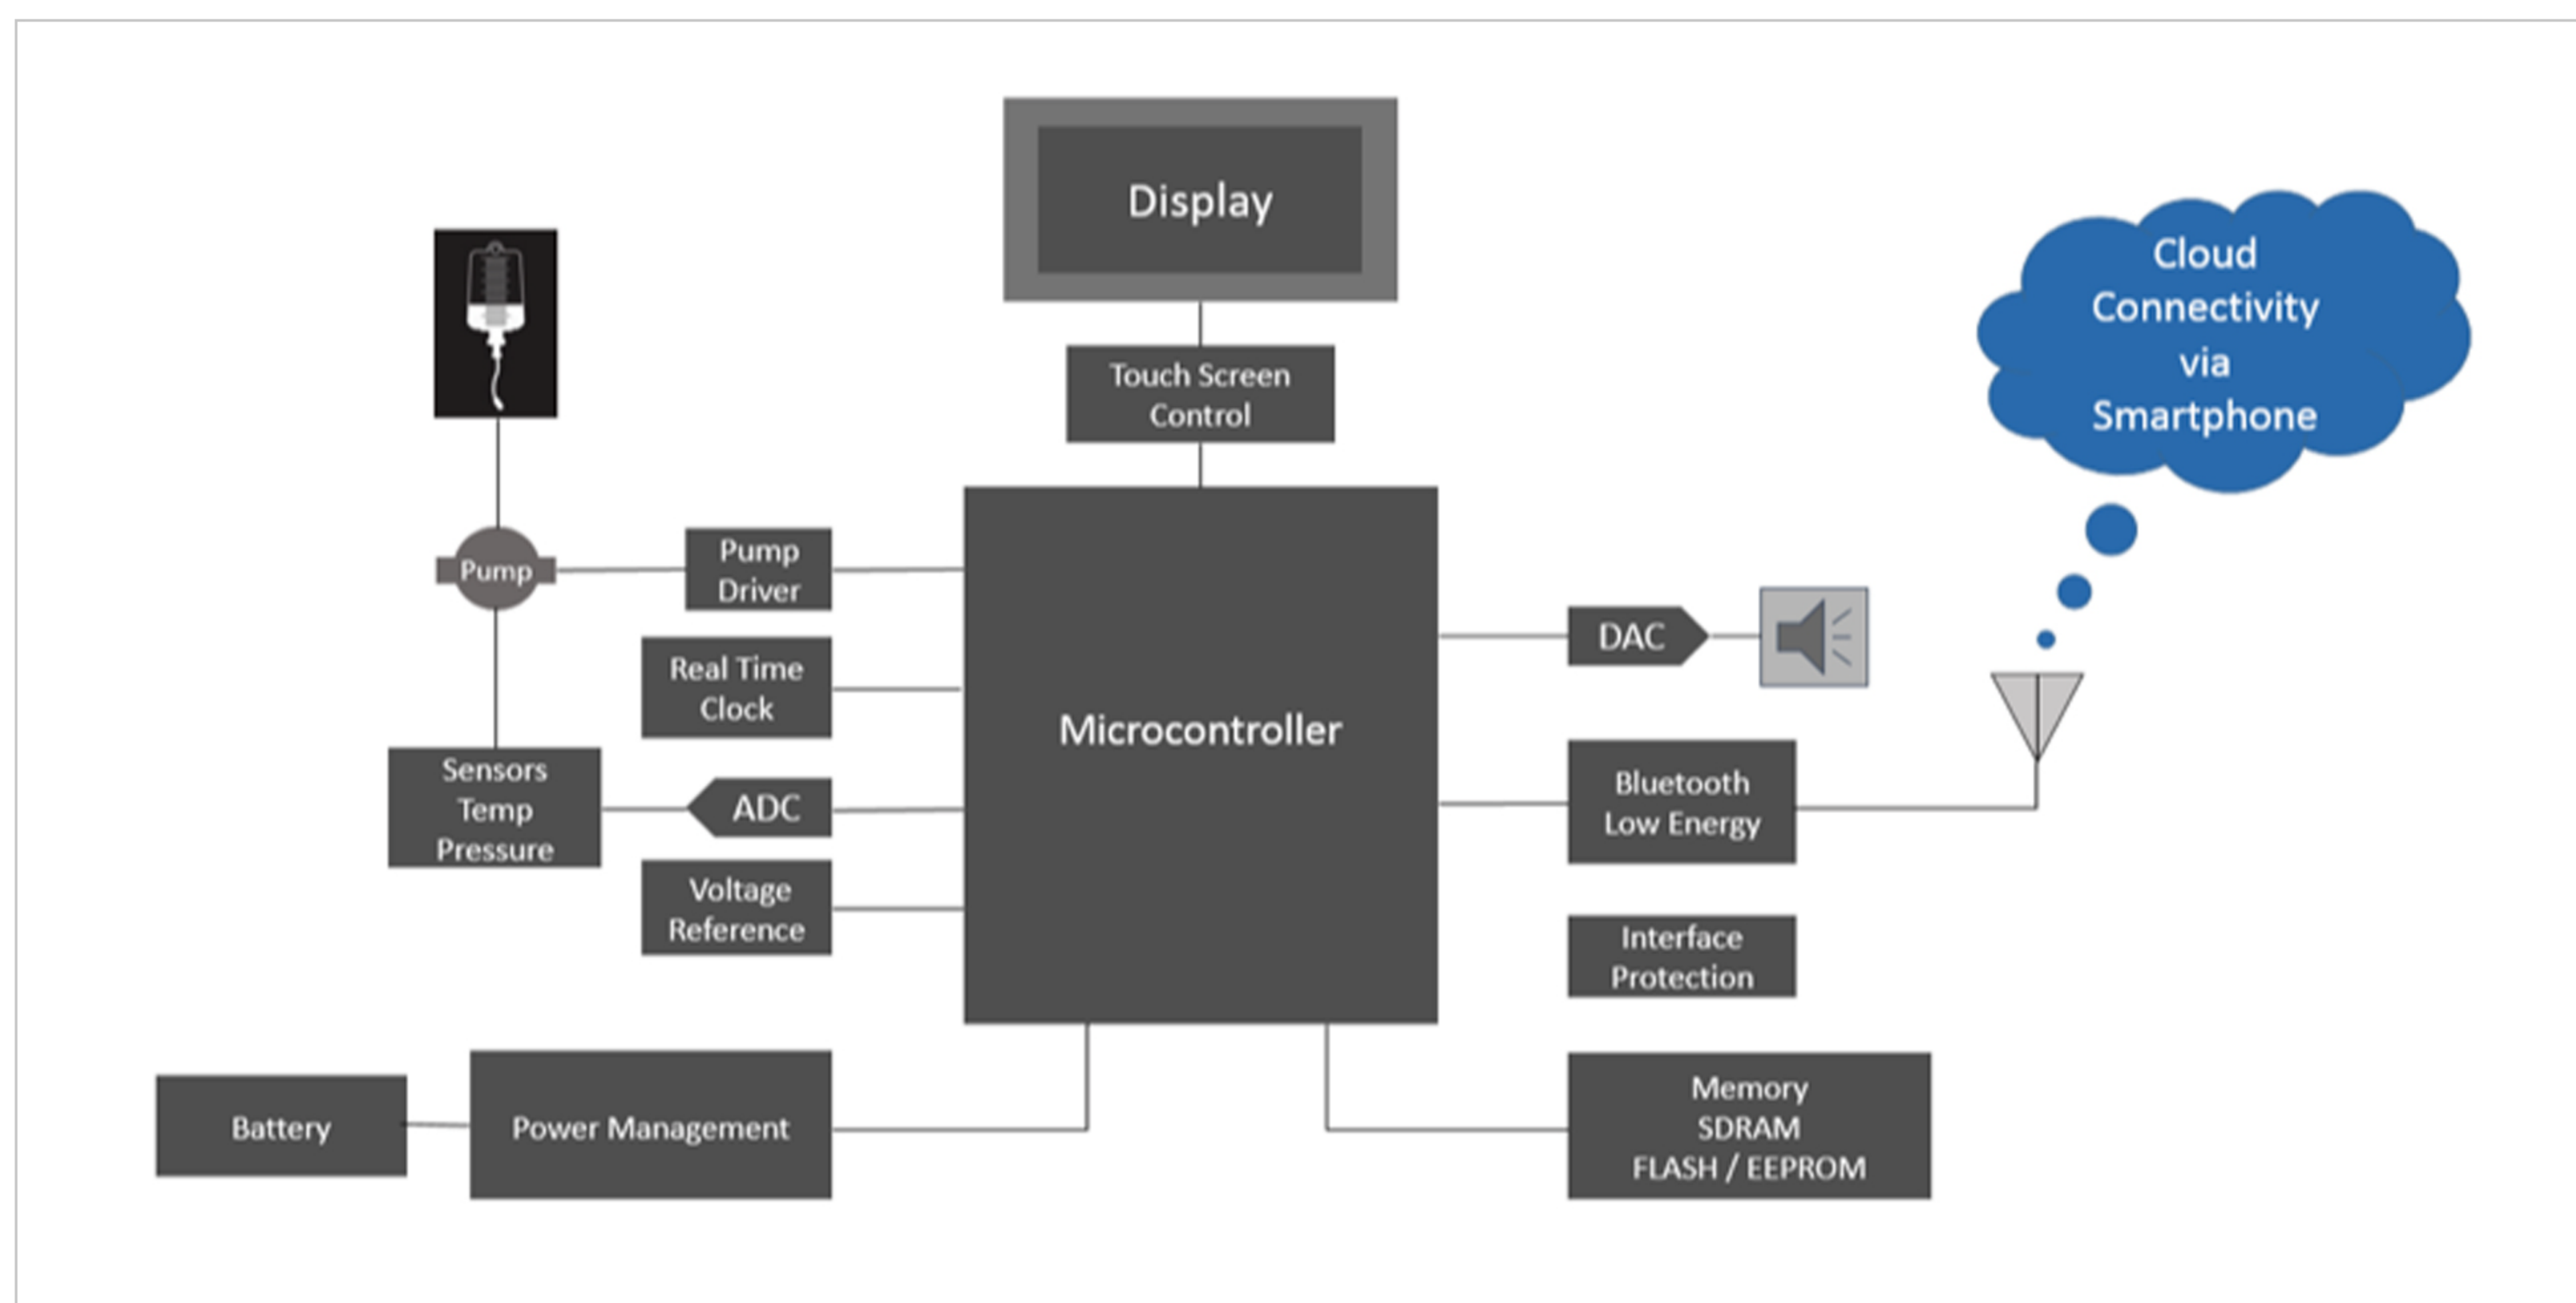 Display
Touch Screen
Control
Cloud
Connectivity
via
Smartphone
Pump
Pump
Driver
Real Time
Clock
Sensors
Temp
Pressure
ADC
Voltage
Reference
Microcontroller
DAC
Bluetooth
Low Energy
Interface
Protection
Battery
Power Management
Memory
SDRAM
FLASH / EEPROM